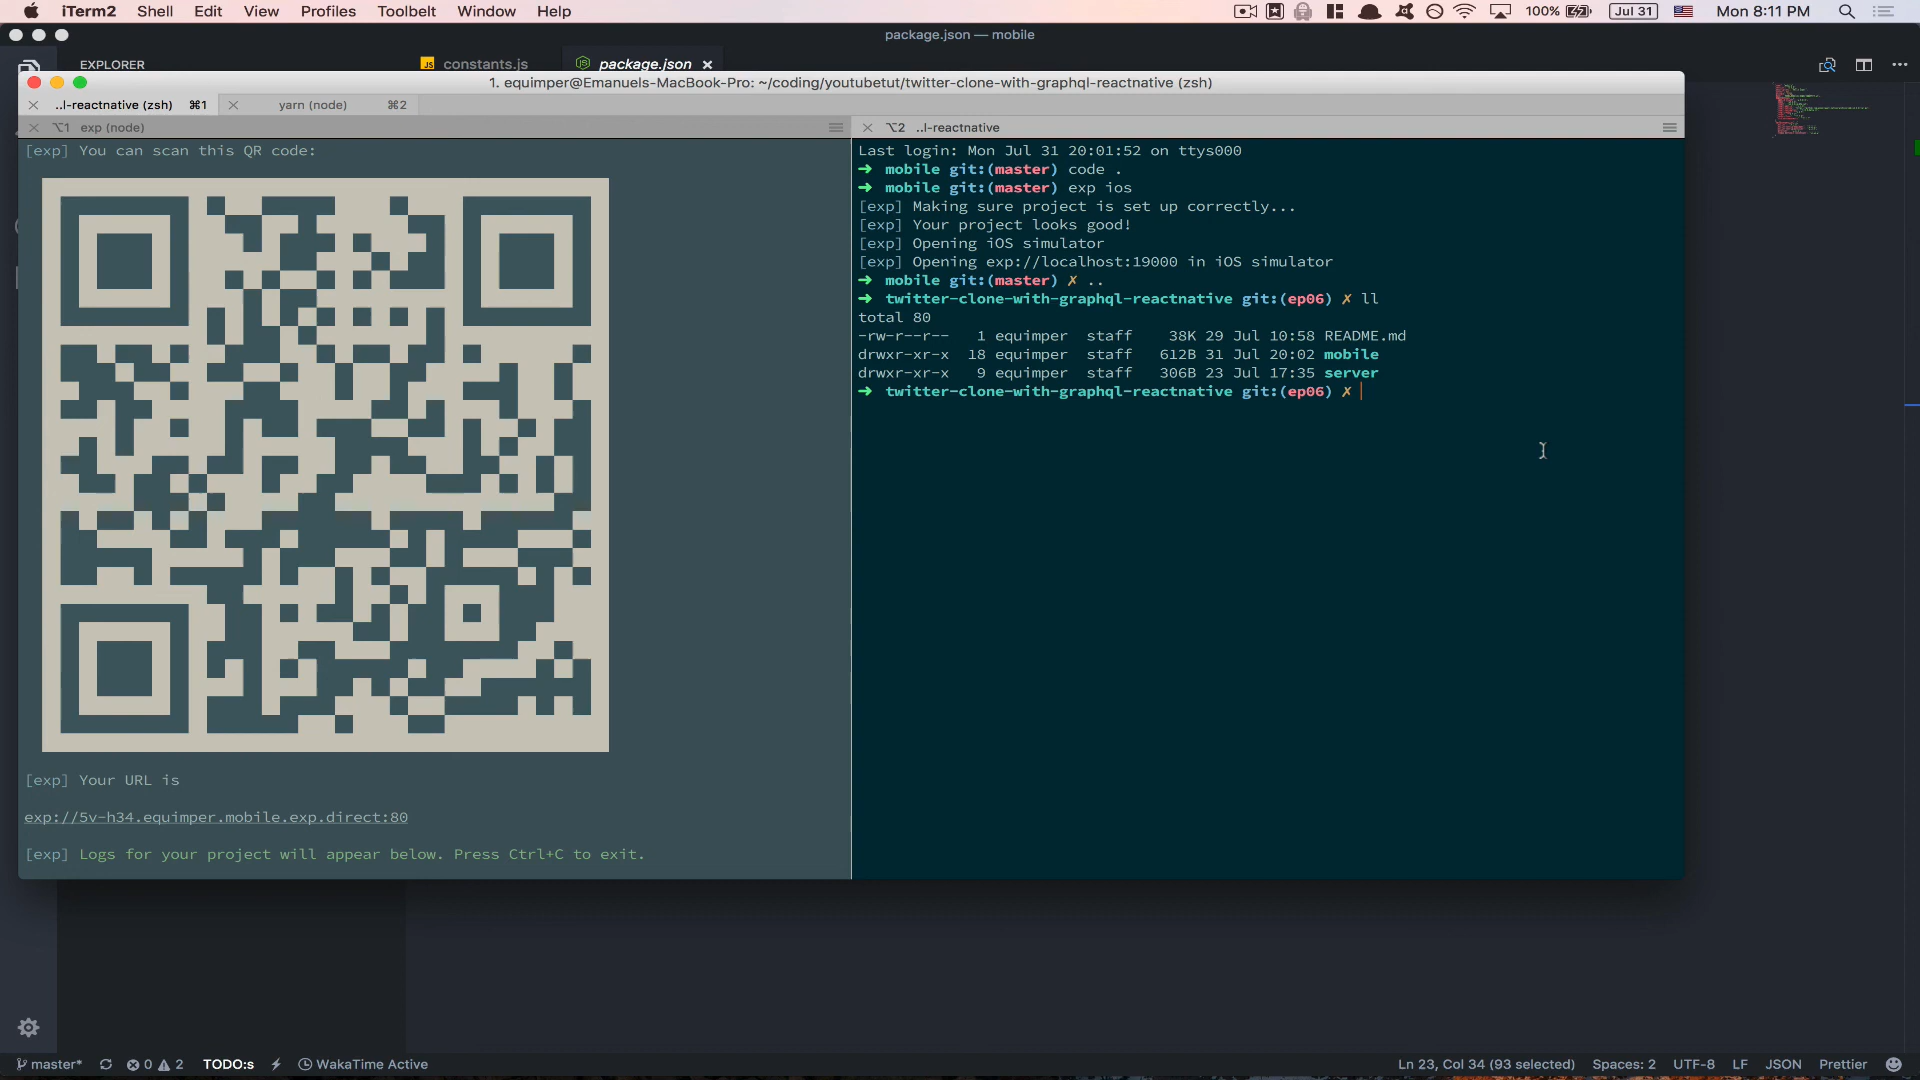 iTerm2 Shell Edit View Profiles Toolbelt Window Help 100% Jul 31 Mon 8:11 PM
package.json — mobile
EXPLORER constants.js package.json
1. equimper@Emanuels-MacBook-Pro: ~/coding/youtubetut/twitter-clone-with-graphql-reactnative (zsh)
..l-reactnative (zsh) ⌘1 yarn (node) ⌘2
⌥1 exp (node)
⌥2 ..l-reactnative
[exp] You can scan this QR code:
[exp] Your URL is
exp://5v-h34.equimper.mobile.exp.direct:80
[exp] Logs for your project will appear below. Press Ctrl+C to exit.
Last login: Mon Jul 31 20:01:52 on ttys000
➜ mobile git:(master) code .
➜ mobile git:(master) exp ios
[exp] Making sure project is set up correctly...
[exp] Your project looks good!
[exp] Opening iOS simulator
[exp] Opening exp://localhost:19000 in iOS simulator
➜ mobile git:(master) ✗ ..
➜ twitter-clone-with-graphql-reactnative git:(ep06) ✗ ll
total 80
-rw-r--r-- 1 equimper staff 38K 29 Jul 10:58 README.md
drwxr-xr-x 18 equimper staff 612B 31 Jul 20:02 mobile
drwxr-xr-x 9 equimper staff 306B 23 Jul 17:35 server
➜ twitter-clone-with-graphql-reactnative git:(ep06) ✗
master* 0 2 TODO:s WakaTime Active Ln 23, Col 34 (93 selected) Spaces: 2 UTF-8 LF JSON Prettier